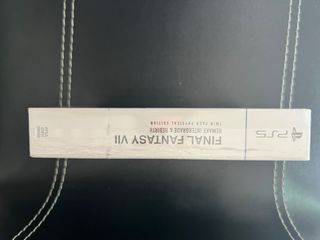 PS5
FINAL FANTASY VII
REMAKE INTERGRADE & REBIRTH
TWIN PACK PHYSICAL EDITION